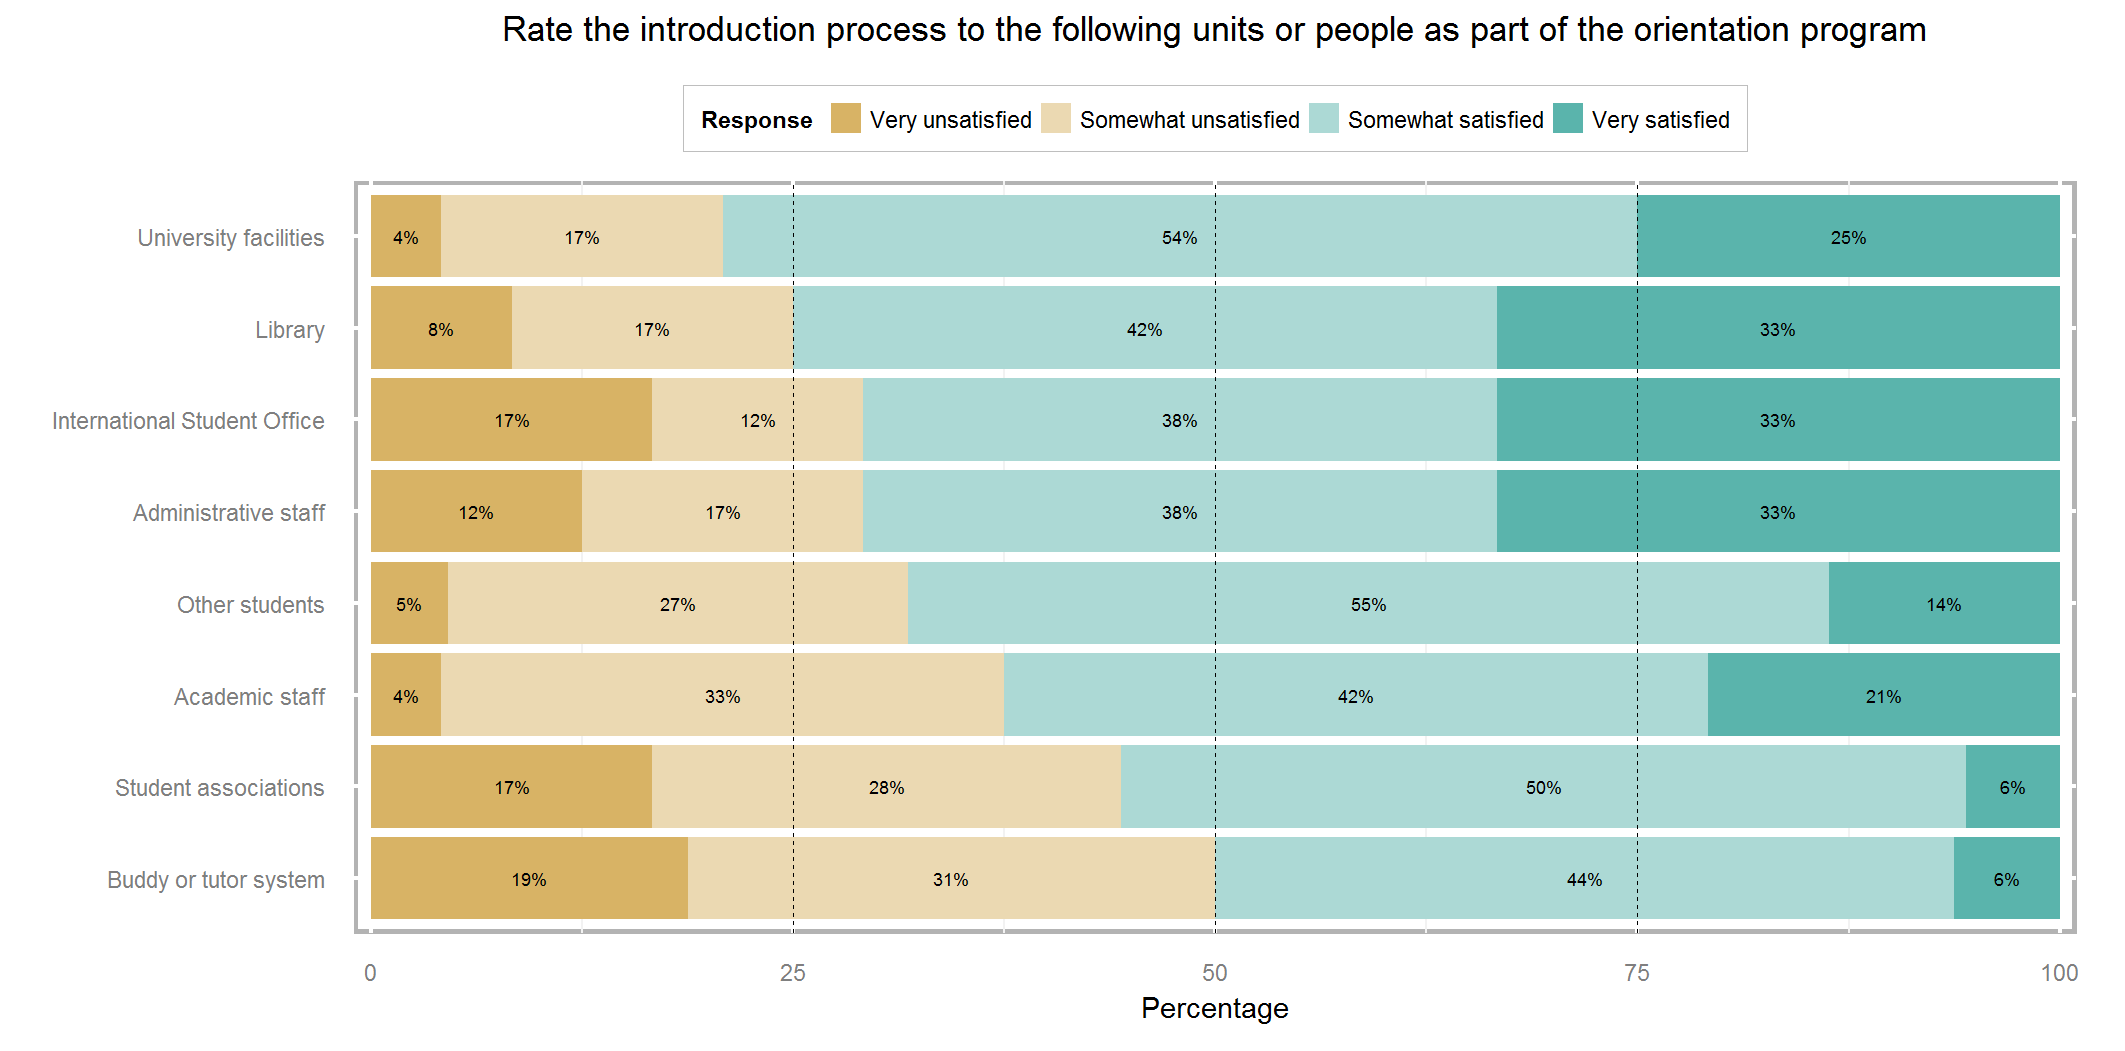 Rate the introduction process to the following units or people as part of the orientation program
Response Very unsatisfied Somewhat unsatisfied Somewhat satisfied Very satisfied
University facilities 4% 17% 54% 25%
Library 8% 17% 42% 33%
International Student Office 17% 12% 38% 33%
Administrative staff 12% 17% 38% 33%
Other students 5% 27% 55% 14%
Academic staff 4% 33% 42% 21%
Student associations 17% 28% 50% 6%
Buddy or tutor system 19% 31% 44% 6%
0 25 50 75 100
Percentage